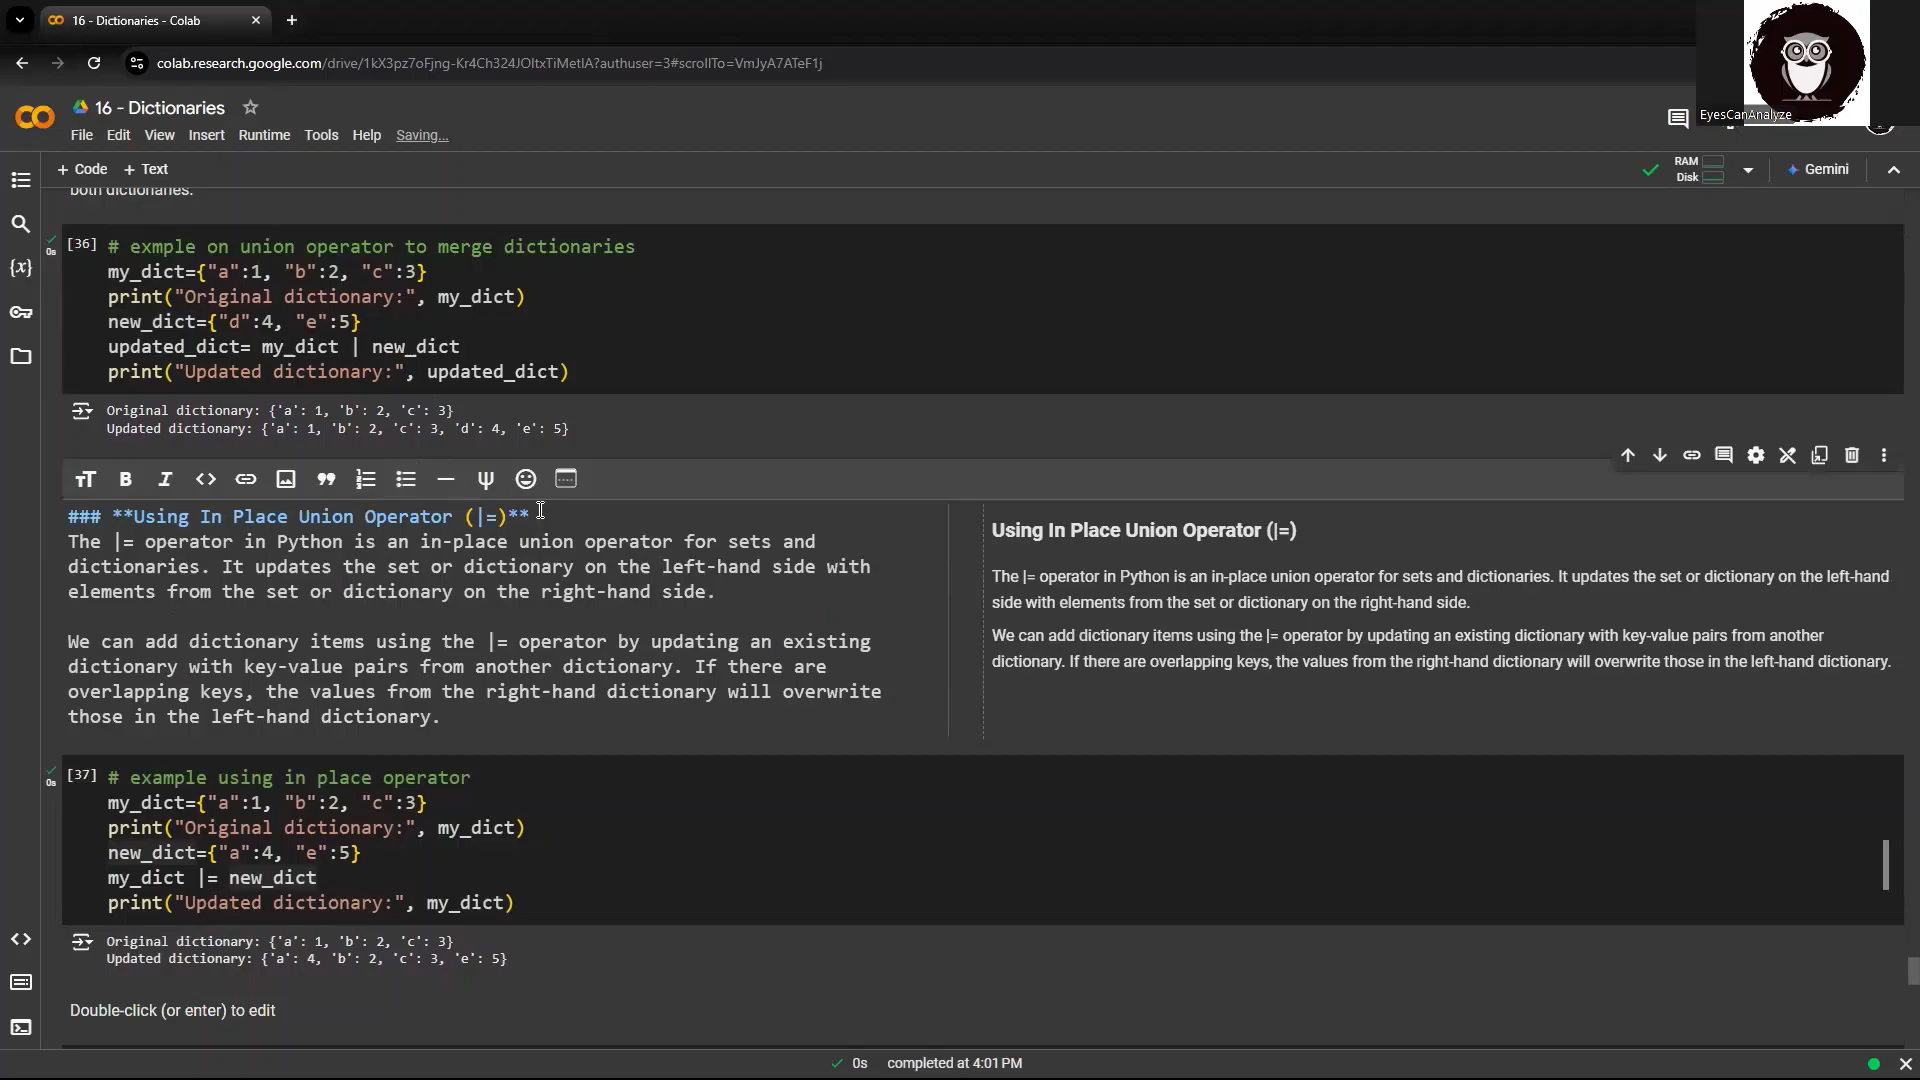 16 - Dictionaries - Colab
colab.research.google.com/drive/1kX3pz7oFjng-Kr4Ch324JOltxTiMetlA?authuser=3#scrollTo=VmJyA7ATeF1j
EyesCanAnalyze
16 - Dictionaries
File Edit View Insert Runtime Tools Help Saving...
+ Code + Text
RAM
Disk
Gemini
both dictionaries.
[36] # exmple on union operator to merge dictionaries
0s
my_dict={"a":1, "b":2, "c":3}
print("Original dictionary:", my_dict)
new_dict={"d":4, "e":5}
updated_dict= my_dict | new_dict
print("Updated dictionary:", updated_dict)
Original dictionary: {'a': 1, 'b': 2, 'c': 3}
Updated dictionary: {'a': 1, 'b': 2, 'c': 3, 'd': 4, 'e': 5}
### **Using In Place Union Operator (|=)**
The |= operator in Python is an in-place union operator for sets and
dictionaries. It updates the set or dictionary on the left-hand side with
elements from the set or dictionary on the right-hand side.
We can add dictionary items using the |= operator by updating an existing
dictionary with key-value pairs from another dictionary. If there are
overlapping keys, the values from the right-hand dictionary will overwrite
those in the left-hand dictionary.
Using In Place Union Operator (|=)
The |= operator in Python is an in-place union operator for sets and dictionaries. It updates the set or dictionary on the left-hand
side with elements from the set or dictionary on the right-hand side.
We can add dictionary items using the |= operator by updating an existing dictionary with key-value pairs from another
dictionary. If there are overlapping keys, the values from the right-hand dictionary will overwrite those in the left-hand dictionary.
[37] # example using in place operator
0s
my_dict={"a":1, "b":2, "c":3}
print("Original dictionary:", my_dict)
new_dict={"a":4, "e":5}
my_dict |= new_dict
print("Updated dictionary:", my_dict)
Original dictionary: {'a': 1, 'b': 2, 'c': 3}
Updated dictionary: {'a': 4, 'b': 2, 'c': 3, 'e': 5}
Double-click (or enter) to edit
0s completed at 4:01 PM